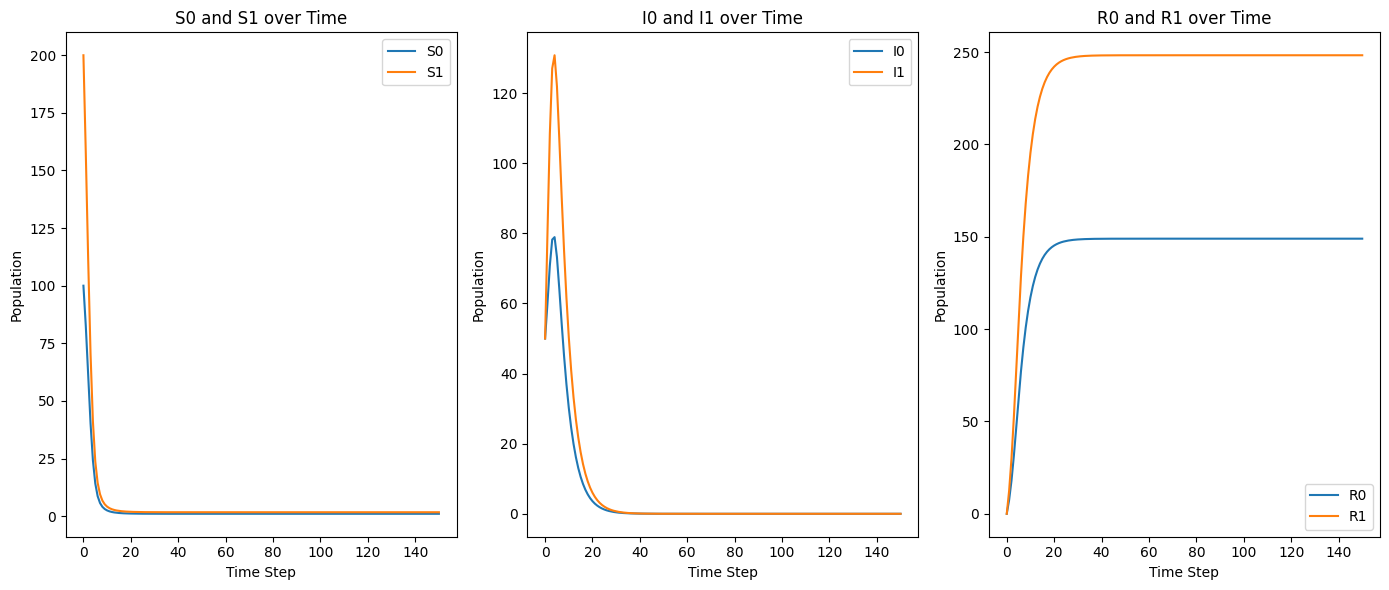 S0 and S1 over Time
S0
S1
200
175
150
125
100
75
50
25
0
Population
0 20 40 60 80 100 120 140
Time Step
I0 and I1 over Time
I0
I1
120
100
80
60
40
20
0
Population
0 20 40 60 80 100 120 140
Time Step
R0 and R1 over Time
250
200
150
100
50
0
Population
R0
R1
0 20 40 60 80 100 120 140
Time Step